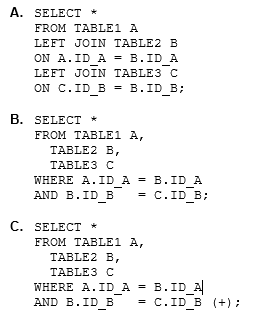 A. SELECT *
FROM TABLE1 A
LEFT JOIN TABLE2 B
ON A.ID_A = B.ID_A
LEFT JOIN TABLE3 C
ON C.ID_B = B.ID_B;
B. SELECT *
FROM TABLE1 A,
TABLE2 B,
TABLE3 C
WHERE A.ID_A = B.ID_A
AND B.ID_B = C.ID_B;
C. SELECT *
FROM TABLE1 A,
TABLE2 B,
TABLE3 C
WHERE A.ID_A = B.ID_A
AND B.ID_B = C.ID_B (+);